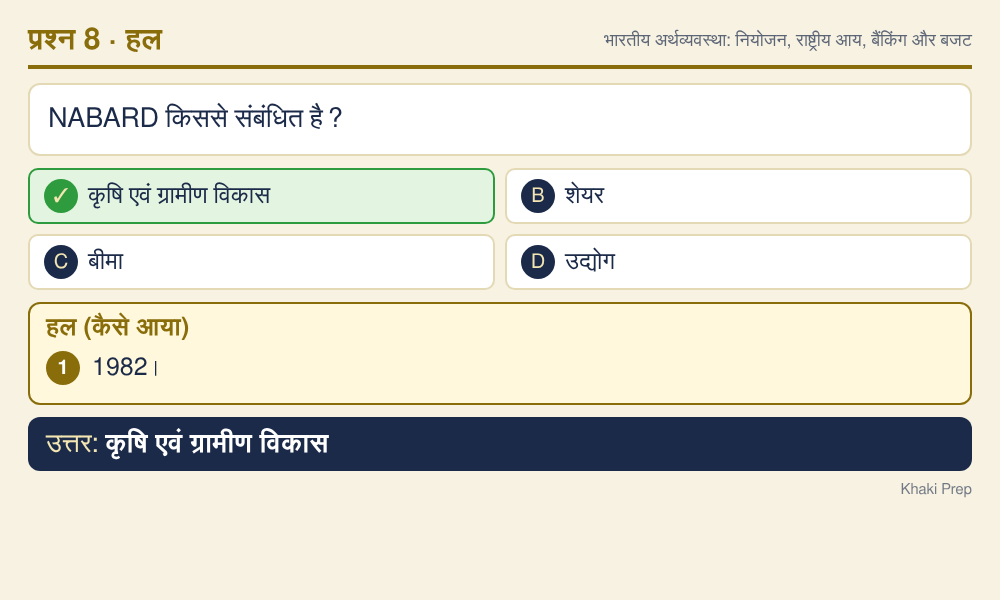 प्रश्न 8 · हल
भारतीय अर्थव्यवस्था: नियोजन, राष्ट्रीय आय, बैंकिंग और बजट
NABARD किससे संबंधित है ?
✓ कृषि एवं ग्रामीण विकास
B शेयर
C बीमा
D उद्योग
हल (कैसे आया)
1 1982।
उत्तर: कृषि एवं ग्रामीण विकास
Khaki Prep